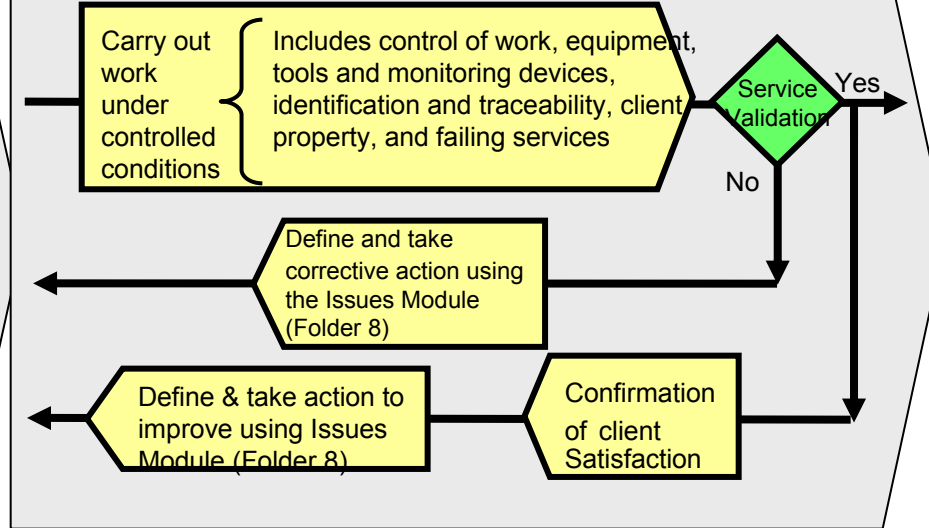 Carry out
work
under
controlled
conditions
Includes control of work, equipment,
tools and monitoring devices,
identification and traceability, client
property, and failing services
Service
Validation
Yes
No
Define and take
corrective action using
the Issues Module
(Folder 8)
Define & take action to
improve using Issues
Module (Folder 8)
Confirmation
of client
Satisfaction